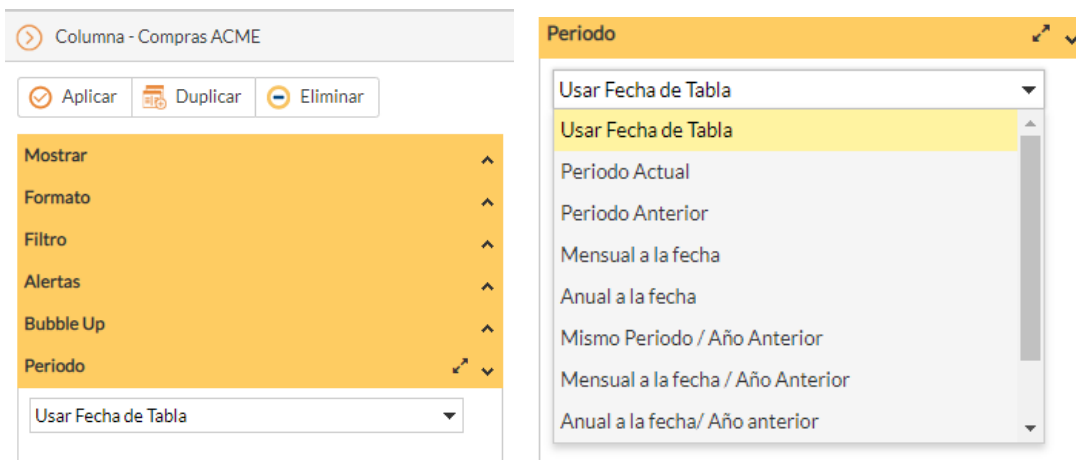 Columna - Compras ACME
Aplicar
Duplicar
Eliminar
Mostrar
Formato
Filtro
Alertas
Bubble Up
Periodo
Usar Fecha de Tabla
Periodo
Usar Fecha de Tabla
Usar Fecha de Tabla
Periodo Actual
Periodo Anterior
Mensual a la fecha
Anual a la fecha
Mismo Periodo / Año Anterior
Mensual a la fecha / Año Anterior
Anual a la fecha/ Año anterior